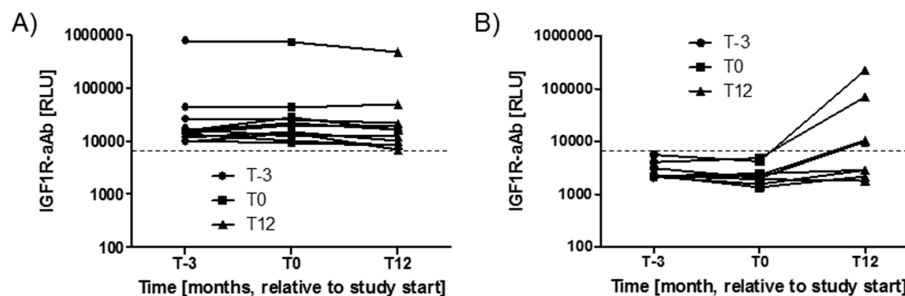 A)
IGF1R-aAb [RLU]
1000000
100000
10000
1000
100
T-3
T0
T12
T-3 T0 T12
Time [months, relative to study start]
B)
IGF1R-aAb [RLU]
1000000
100000
10000
1000
100
T-3
T0
T12
T-3 T0 T12
Time [month, relative to study start]